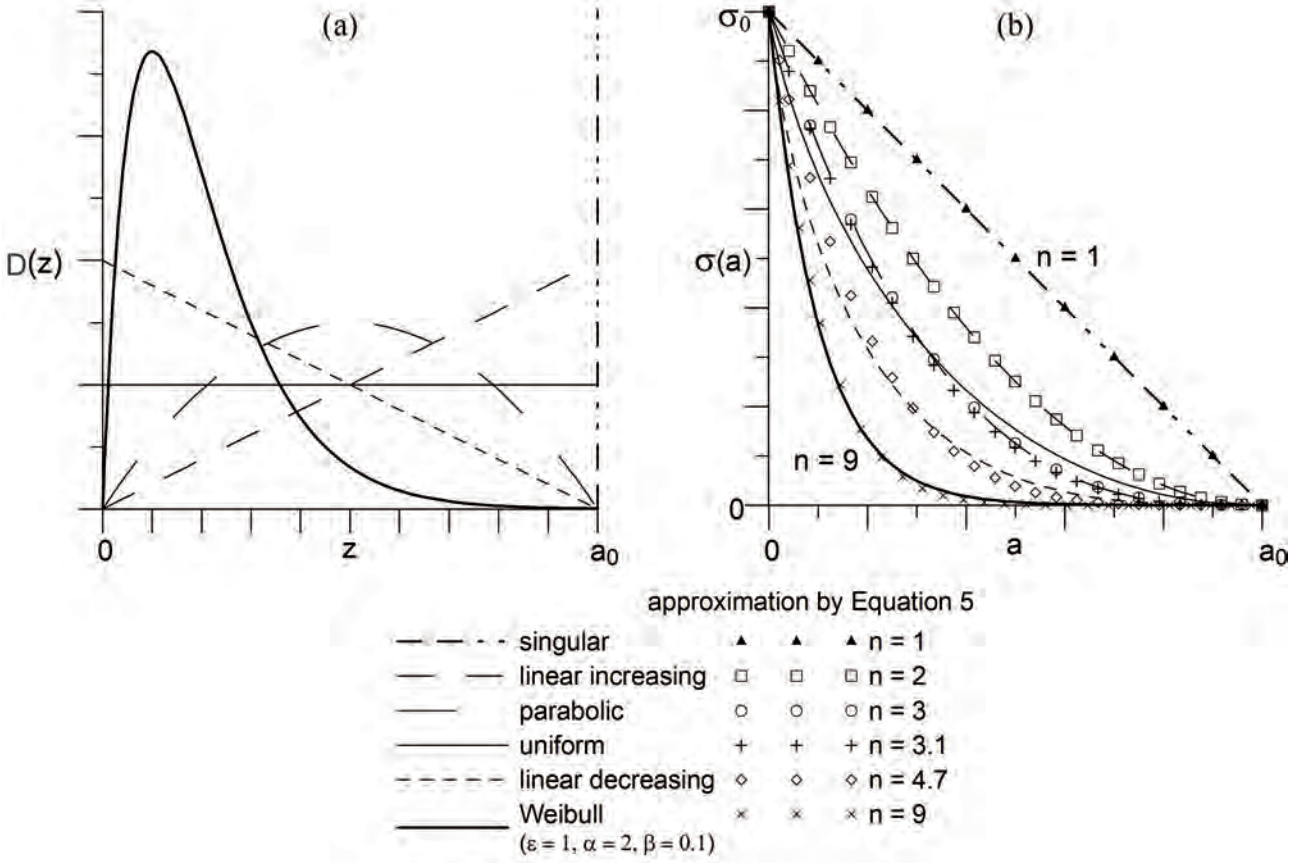 (a)
D(z)
0
z
a₀
(b)
σ₀
σ(a)
n = 1
n = 9
0
0
a
a₀
approximation by Equation 5
singular n = 1
linear increasing n = 2
parabolic n = 3
uniform n = 3.1
linear decreasing n = 4.7
Weibull n = 9
(ε = 1, α = 2, β = 0.1)